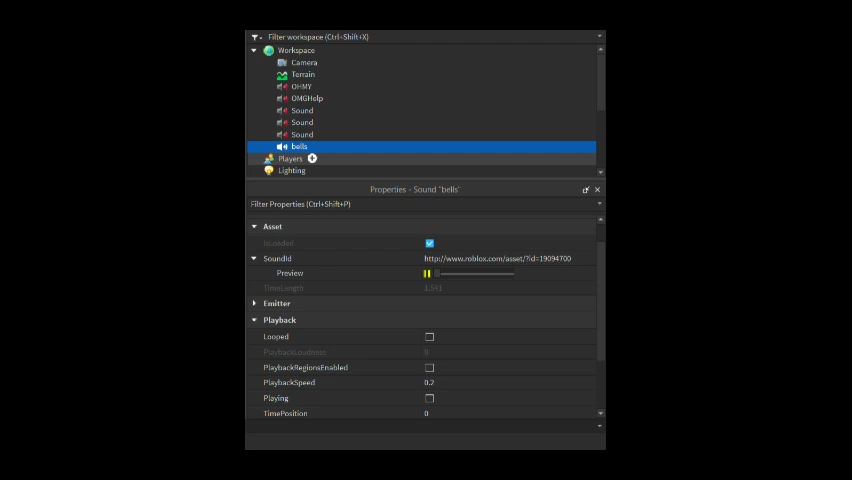 Filter workspace (Ctrl+Shift+X)
Workspace
Camera
Terrain
OHMY
OMGHelp
Sound
Sound
Sound
bells
Players
Lighting
Properties - Sound "bells"
Filter Properties (Ctrl+Shift+P)
Asset
IsLoaded
SoundId http://www.roblox.com/asset/?id=19094700
Preview
TimeLength 1.541
Emitter
Playback
Looped
PlaybackLoudness 0
PlaybackRegionsEnabled
PlaybackSpeed 0.2
Playing
TimePosition 0